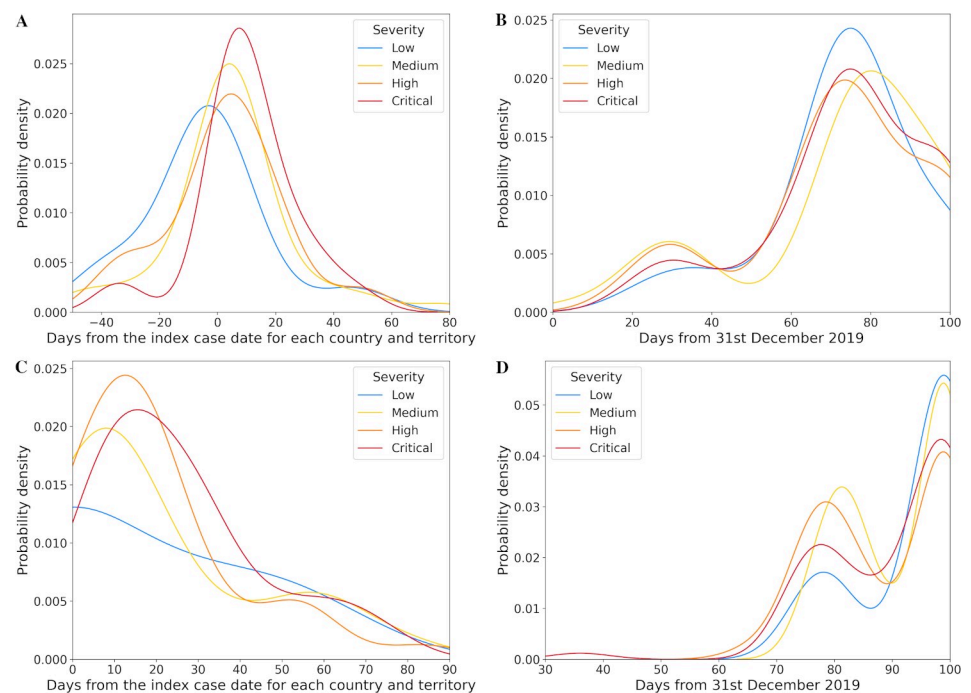 A
Severity
Low
Medium
High
Critical
Probability density
0.025
0.020
0.015
0.010
0.005
0.000
−40 −20 0 20 40 60 80
Days from the index case date for each country and territory
B
Severity
Low
Medium
High
Critical
Probability density
0.025
0.020
0.015
0.010
0.005
0.000
0 20 40 60 80 100
Days from 31st December 2019
C
Severity
Low
Medium
High
Critical
Probability density
0.025
0.020
0.015
0.010
0.005
0.000
0 10 20 30 40 50 60 70 80 90
Days from the index case date for each country and territory
D
Severity
Low
Medium
High
Critical
Probability density
0.05
0.04
0.03
0.02
0.01
0.00
30 40 50 60 70 80 90 100
Days from 31st December 2019